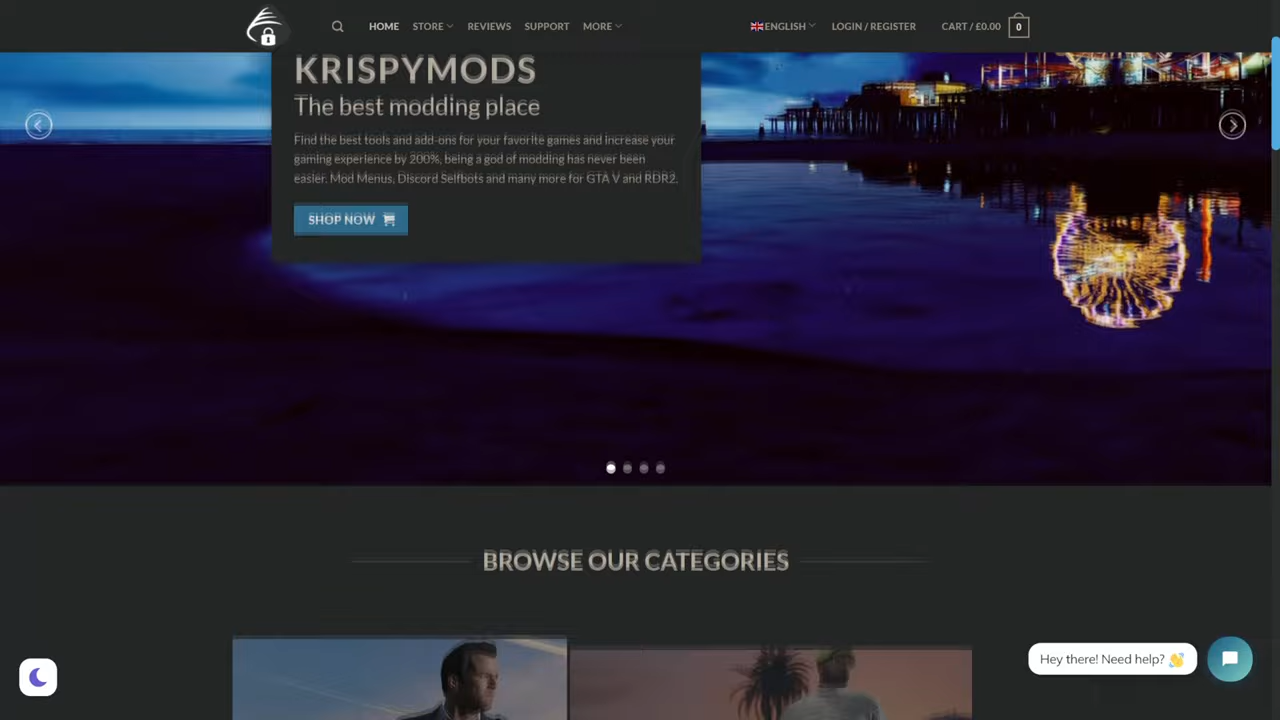 HOME STORE REVIEWS SUPPORT MORE ENGLISH LOGIN / REGISTER CART / £0.00 0
KRISPYMODS
The best modding place
Find the best tools and add-ons for your favorite games and increase your
gaming experience by 200%, being a god of modding has never been
easier. Mod Menus, Discord Selfbots and many more for GTA V and RDR2.
SHOP NOW
BROWSE OUR CATEGORIES
Hey there! Need help? 👋